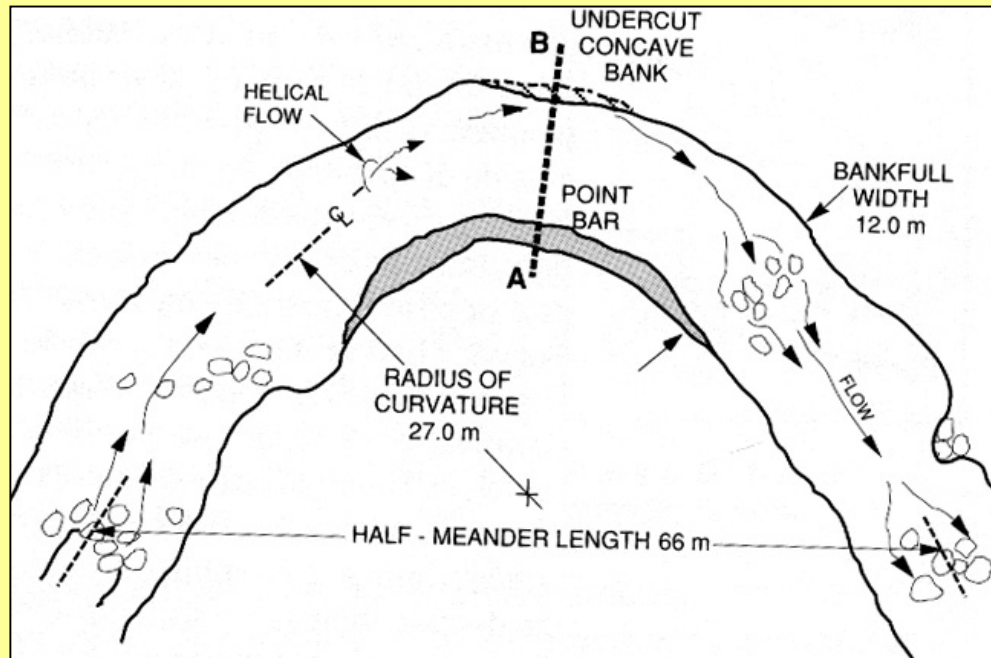 B
UNDERCUT
CONCAVE
BANK
HELICAL
FLOW
BANKFULL
WIDTH
12.0 m
POINT
BAR
℄
A
RADIUS OF
CURVATURE
27.0 m
FLOW
HALF - MEANDER LENGTH 66 m